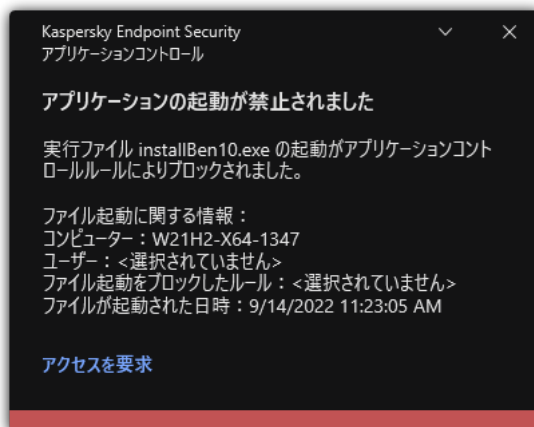 Kaspersky Endpoint Security
アプリケーションコントロール
アプリケーションの起動が禁止されました
実行ファイル installBen10.exe の起動がアプリケーションコント
ロールルールによりブロックされました。
ファイル起動に関する情報：
コンピューター：W21H2-X64-1347
ユーザー：<選択されていません>
ファイル起動をブロックしたルール：<選択されていません>
ファイルが起動された日時：9/14/2022 11:23:05 AM
アクセスを要求